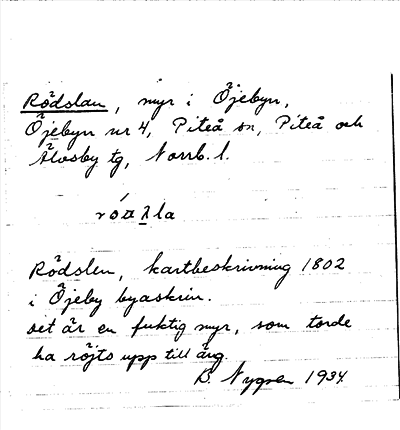 Rödslan, myr i Öjebyn,
Öjebyn nr 4, Piteå sn, Piteå och
Älvsby tg, Norrb. l.
Rödslen, kartbeskrivning 1802
i Öjeby byaskrin.
Det är en fuktig myr, som torde
ha röjts upp till äng.
B. Nygren 1934